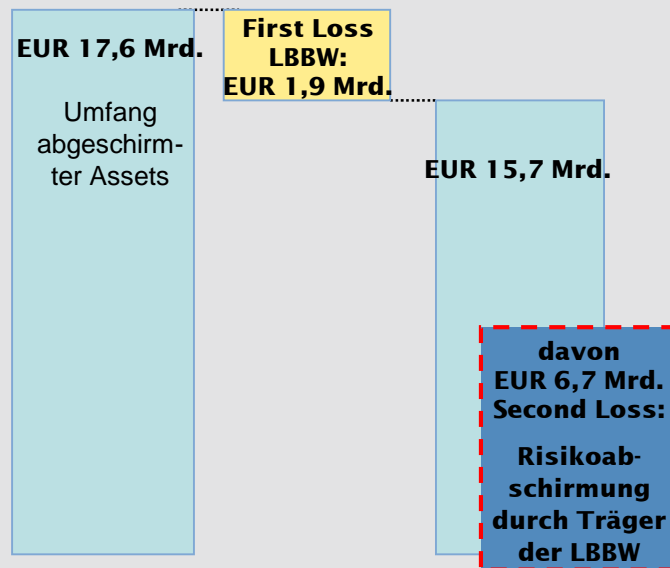 EUR 17,6 Mrd.
Umfang
abgeschirm-
ter Assets
First Loss
LBBW:
EUR 1,9 Mrd.
EUR 15,7 Mrd.
davon
EUR 6,7 Mrd.
Second Loss:
Risikoab-
schirmung
durch Träger
der LBBW